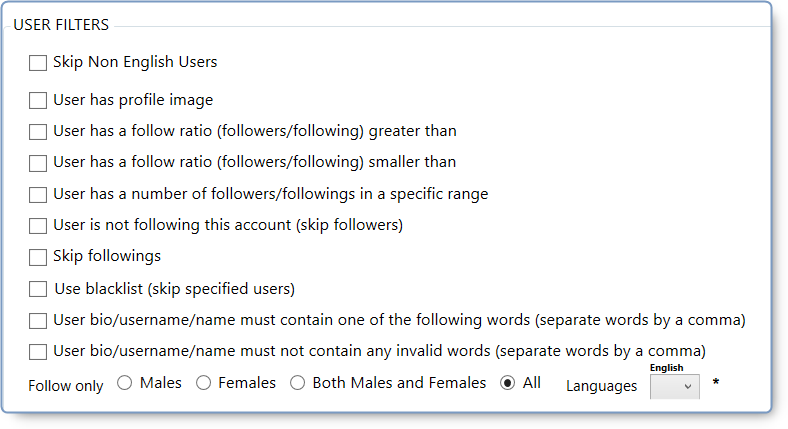 USER FILTERS
Skip Non English Users
User has profile image
User has a follow ratio (followers/following) greater than
User has a follow ratio (followers/following) smaller than
User has a number of followers/followings in a specific range
User is not following this account (skip followers)
Skip followings
Use blacklist (skip specified users)
User bio/username/name must contain one of the following words (separate words by a comma)
User bio/username/name must not contain any invalid words (separate words by a comma)
English
Follow only Males Females Both Males and Females All Languages *